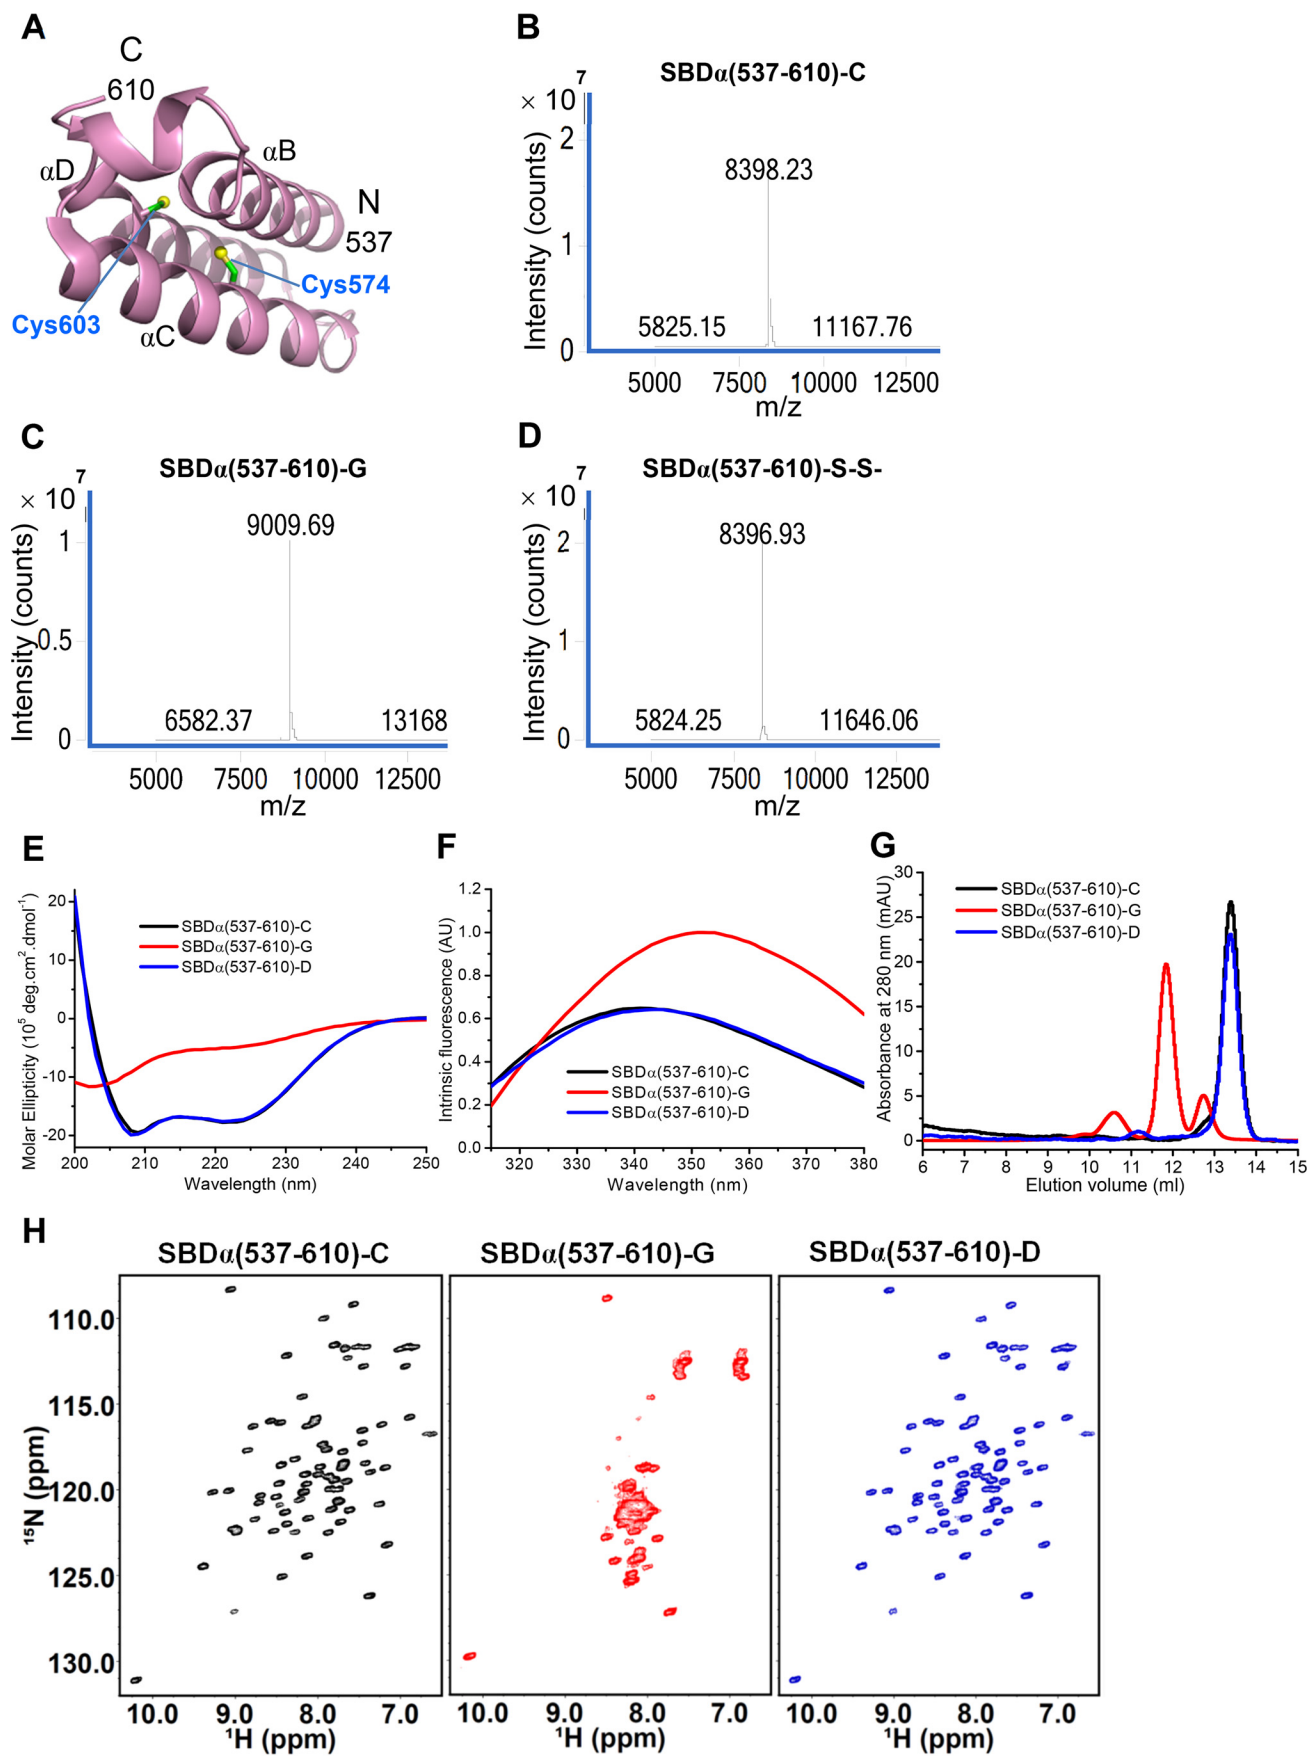 A
C
610
αD
αB
N
537
Cys574
Cys603
αC
B
SBDα(537-610)-C
7
× 10
2
1
0
Intensity (counts)
8398.23
5825.15
11167.76
5000 7500 10000 12500
m/z
C
SBDα(537-610)-G
7
× 10
1
0.5
0
Intensity (counts)
9009.69
6582.37
13168
5000 7500 10000 12500
m/z
D
SBDα(537-610)-S-S-
7
× 10
2
1
0
Intensity (counts)
8396.93
5824.25
11646.06
5000 7500 10000 12500
m/z
E
Molar Ellipticity (10⁵ deg.cm².dmol⁻¹)
20
10
0
-10
-20
SBDα(537-610)-C
SBDα(537-610)-G
SBDα(537-610)-D
200 210 220 230 240 250
Wavelength (nm)
F
Intrinsic fluorescence (AU)
1.2
1.0
0.8
0.6
0.4
0.2
0.0
SBDα(537-610)-C
SBDα(537-610)-G
SBDα(537-610)-D
320 330 340 350 360 370 380
Wavelength (nm)
G
Absorbance at 280 nm (mAU)
30
25
20
15
10
5
0
SBDα(537-610)-C
SBDα(537-610)-G
SBDα(537-610)-D
6 7 8 9 10 11 12 13 14 15
Elution volume (ml)
H
SBDα(537-610)-C
SBDα(537-610)-G
SBDα(537-610)-D
¹⁵N (ppm)
110.0
115.0
120.0
125.0
130.0
10.0 9.0 8.0 7.0
¹H (ppm)
10.0 9.0 8.0 7.0
¹H (ppm)
10.0 9.0 8.0 7.0
¹H (ppm)